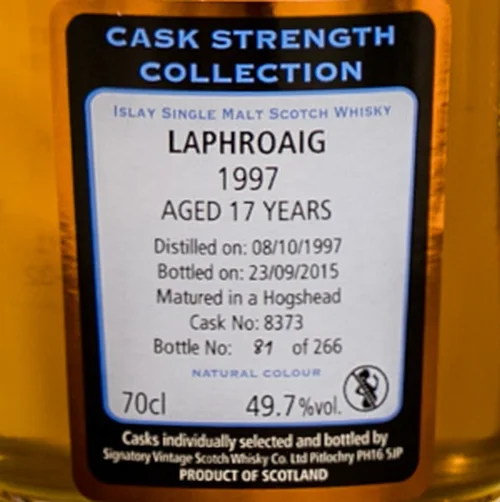 CASK STRENGTH
COLLECTION
ISLAY SINGLE MALT SCOTCH WHISKY
LAPHROAIG
1997
AGED 17 YEARS
Distilled on: 08/10/1997
Bottled on: 23/09/2015
Matured in a Hogshead
Cask No: 8373
Bottle No: 81 of 266
NATURAL COLOUR
70cl 49.7%vol.
Casks individually selected and bottled by
Signatory Vintage Scotch Whisky Co. Ltd Pitlochry PH16 5JP
PRODUCT OF SCOTLAND